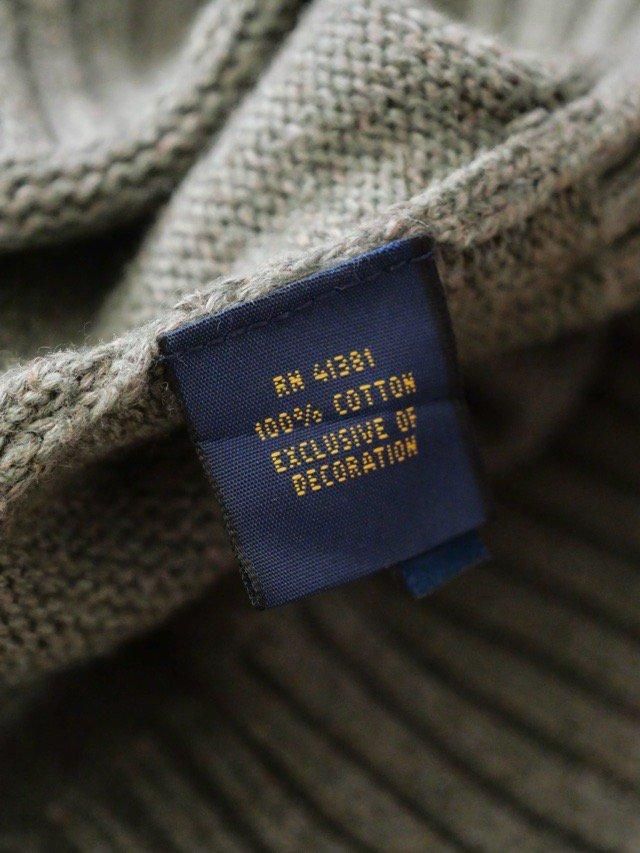 RN 41381
100% COTTON
EXCLUSIVE OF
DECORATION